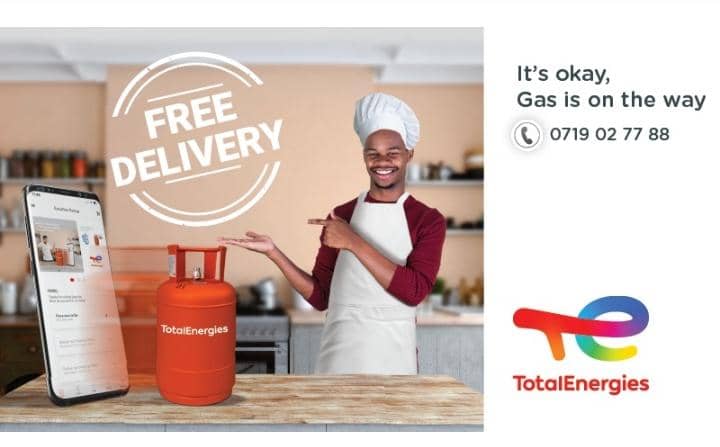 FREE
DELIVERY
It's okay,
Gas is on the way
0719 02 77 88
TotalEnergies
TotalEnergies